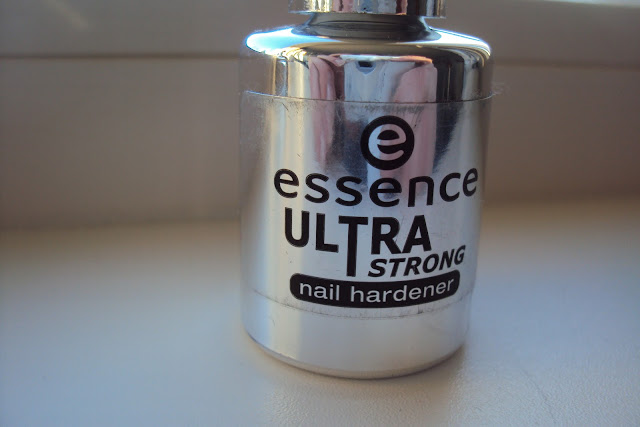 e
essence
ULTRA
STRONG
nail hardener